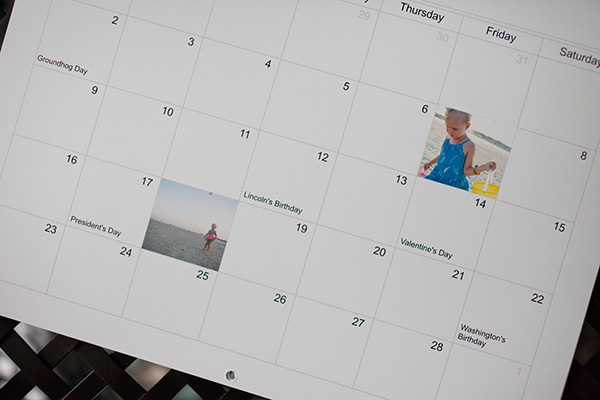 Thursday Friday Saturday
29 30 31
2 3 4 5 6 8
Groundhog Day
9 10 11 12 13 14 15
Lincoln's Birthday Valentine's Day
16 17 19 20 21 22
President's Day Washington's
Birthday
23 24 25 26 27 28 1